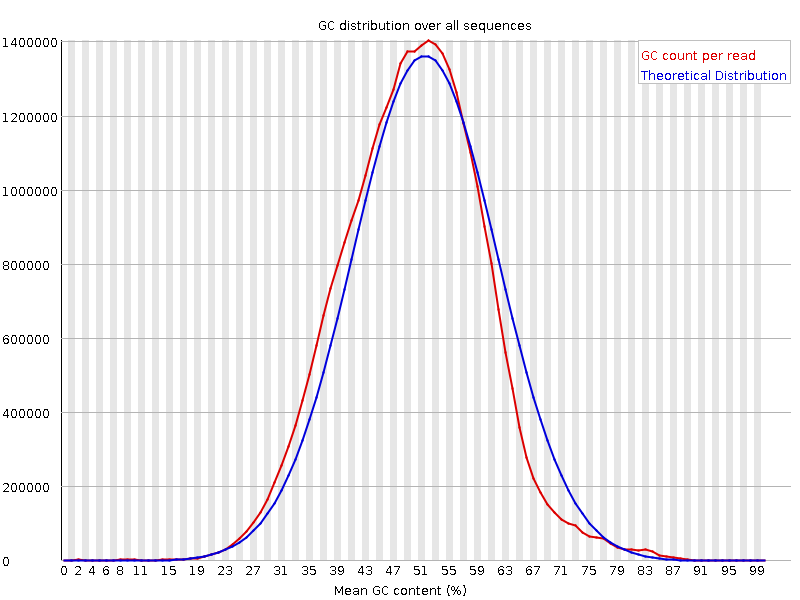 GC distribution over all sequences
GC count per read
Theoretical Distribution
1400000
1200000
1000000
800000
600000
400000
200000
0
0 2 4 6 8 11 15 19 23 27 31 35 39 43 47 51 55 59 63 67 71 75 79 83 87 91 95 99
Mean GC content (%)